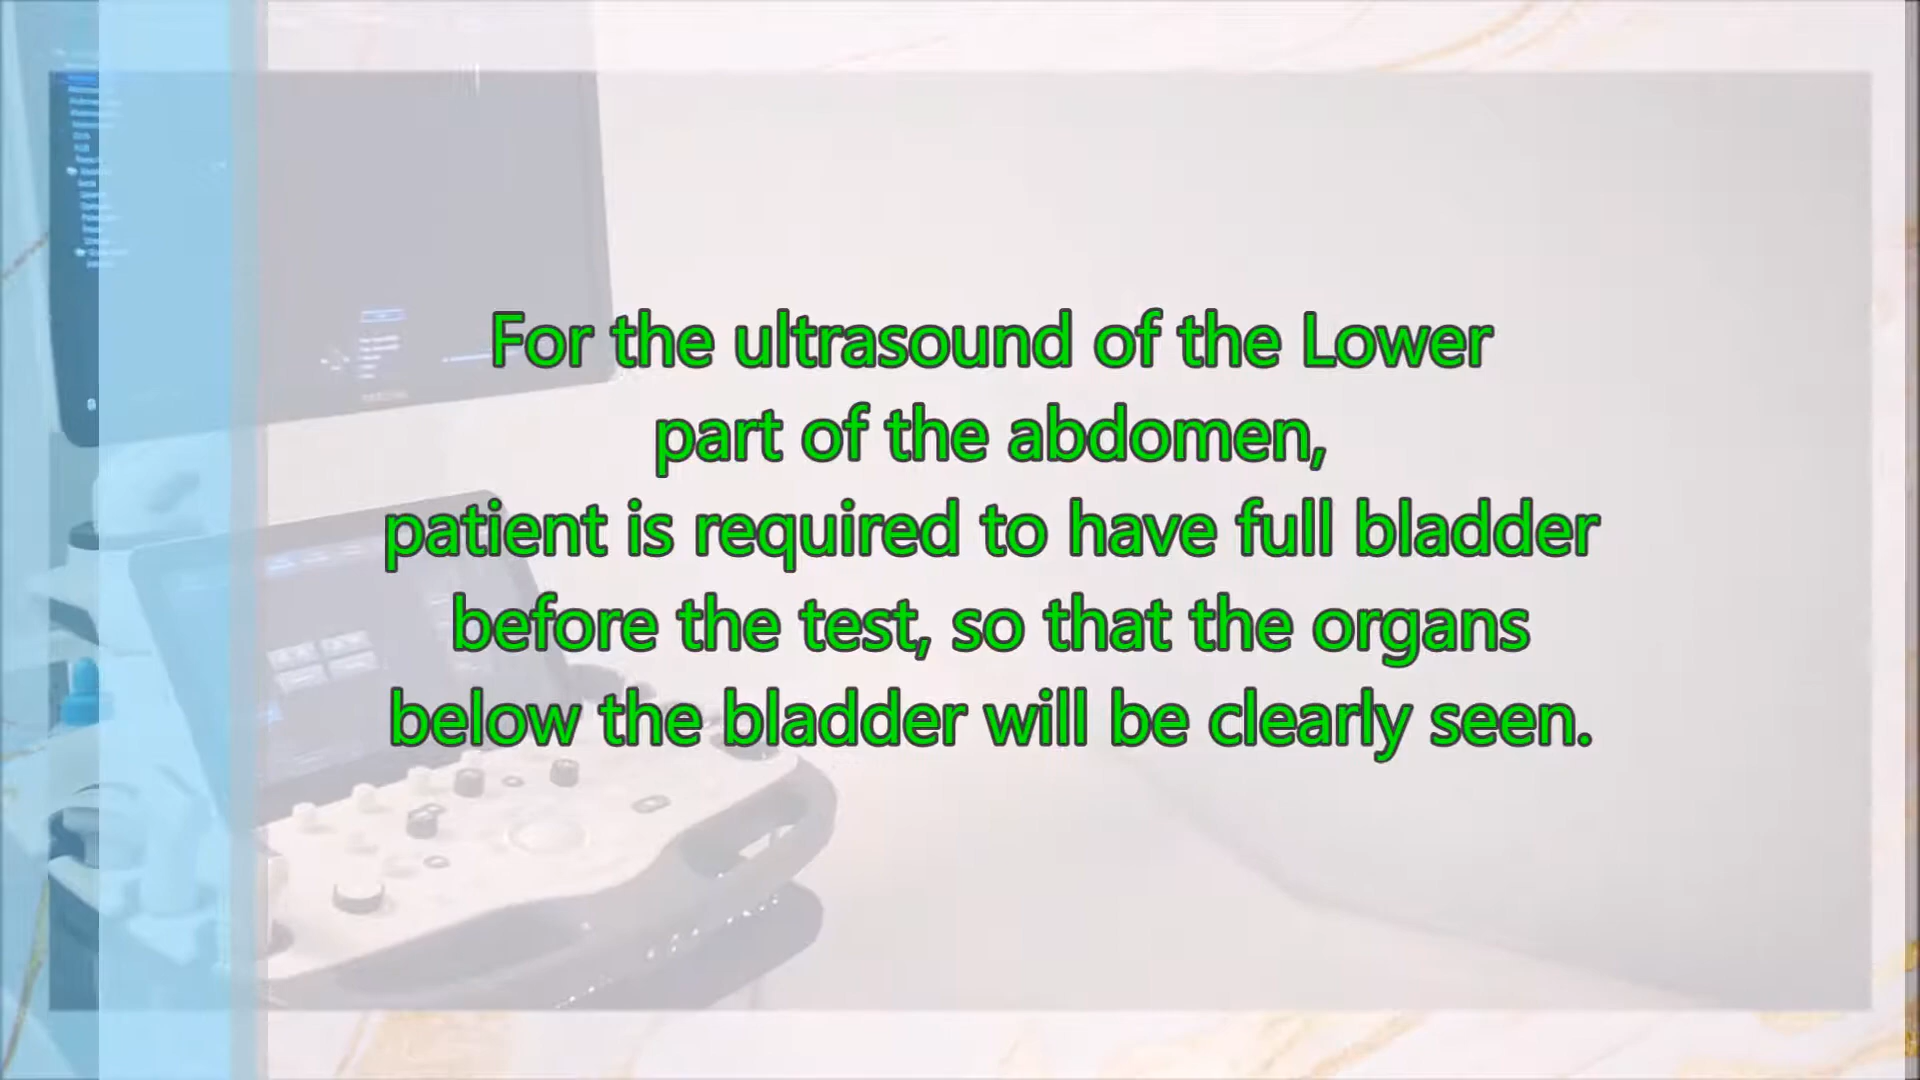 For the ultrasound of the Lower
part of the abdomen,
patient is required to have full bladder
before the test, so that the organs
below the bladder will be clearly seen.